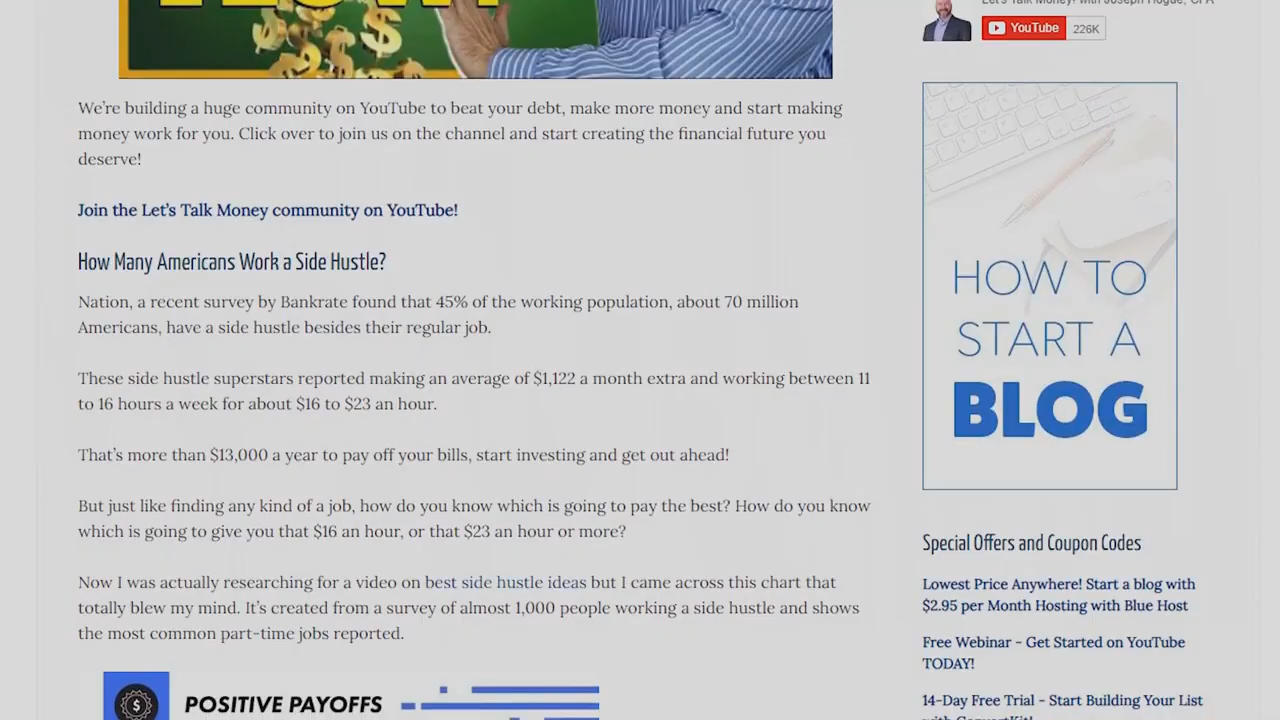 We're building a huge community on YouTube to beat your debt, make more money and start making
money work for you. Click over to join us on the channel and start creating the financial future you
deserve!
Join the Let's Talk Money community on YouTube!
How Many Americans Work a Side Hustle?
Nation, a recent survey by Bankrate found that 45% of the working population, about 70 million
Americans, have a side hustle besides their regular job.
These side hustle superstars reported making an average of $1,122 a month extra and working between 11
to 16 hours a week for about $16 to $23 an hour.
That's more than $13,000 a year to pay off your bills, start investing and get out ahead!
But just like finding any kind of a job, how do you know which is going to pay the best? How do you know
which is going to give you that $16 an hour, or that $23 an hour or more?
Now I was actually researching for a video on best side hustle ideas but I came across this chart that
totally blew my mind. It's created from a survey of almost 1,000 people working a side hustle and shows
the most common part-time jobs reported.
POSITIVE PAYOFFS
Let's Talk Money! with Joseph Hogue, CFA
YouTube 226K
HOW TO
START A
BLOG
Special Offers and Coupon Codes
Lowest Price Anywhere! Start a blog with
$2.95 per Month Hosting with Blue Host
Free Webinar - Get Started on YouTube
TODAY!
14-Day Free Trial - Start Building Your List
with ConvertKit!